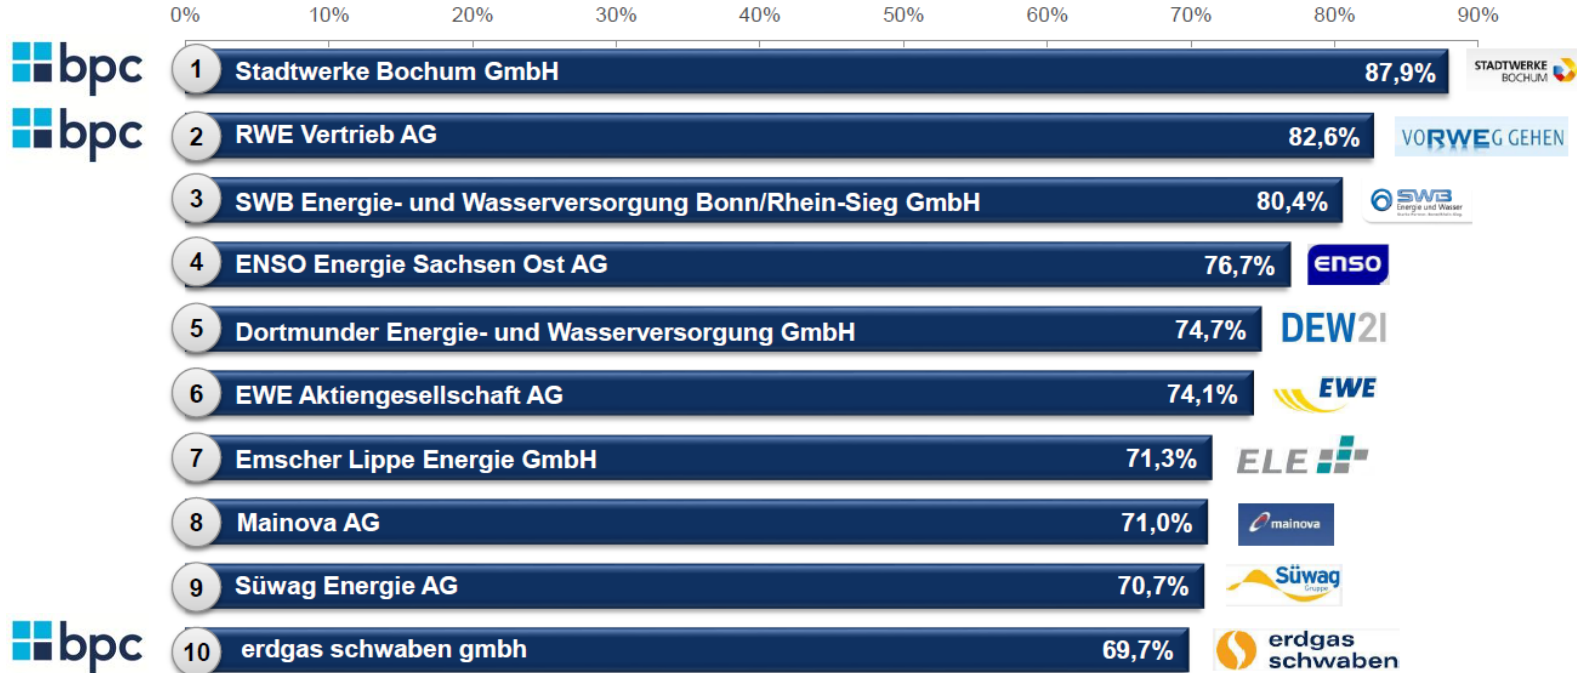 0% 10% 20% 30% 40% 50% 60% 70% 80% 90%
bpc 1 Stadtwerke Bochum GmbH 87,9% STADTWERKE
BOCHUM
bpc 2 RWE Vertrieb AG 82,6% VORWEG GEHEN
3 SWB Energie- und Wasserversorgung Bonn/Rhein-Sieg GmbH 80,4% SWB
Energie und Wasser
4 ENSO Energie Sachsen Ost AG 76,7% enso
5 Dortmunder Energie- und Wasserversorgung GmbH 74,7% DEW21
6 EWE Aktiengesellschaft AG 74,1% EWE
7 Emscher Lippe Energie GmbH 71,3% ELE
8 Mainova AG 71,0% mainova
9 Süwag Energie AG 70,7% Süwag
Gruppe
bpc 10 erdgas schwaben gmbh 69,7% erdgas
schwaben